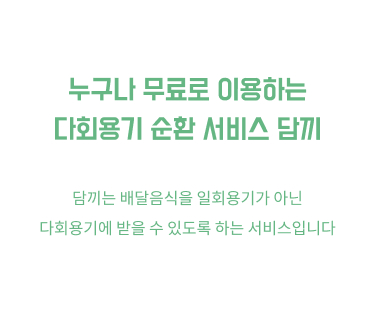 누구나 무료로 이용하는
다회용기 순환 서비스 담끼
담끼는 배달음식을 일회용기가 아닌
다회용기에 받을 수 있도록 하는 서비스입니다